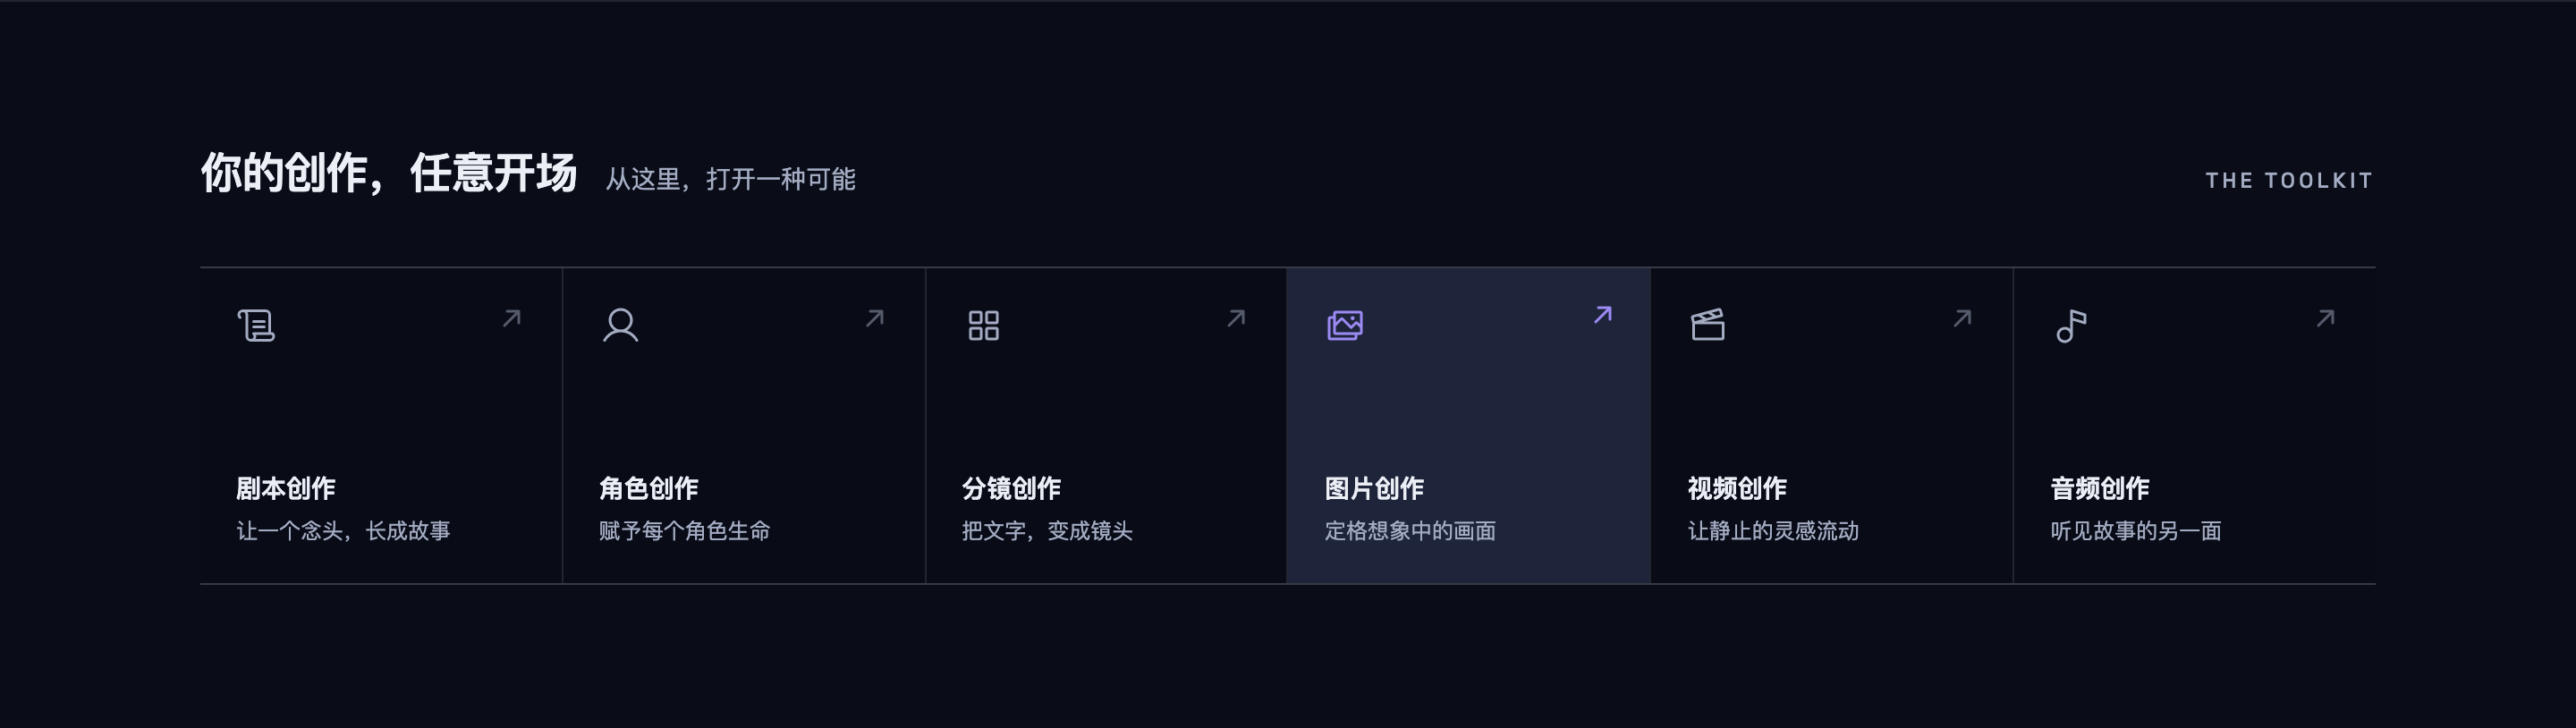 你的创作，任意开场
从这里，打开一种可能
THE TOOLKIT
剧本创作
让一个念头，长成故事
角色创作
赋予每个角色生命
分镜创作
把文字，变成镜头
图片创作
定格想象中的画面
视频创作
让静止的灵感流动
音频创作
听见故事的另一面